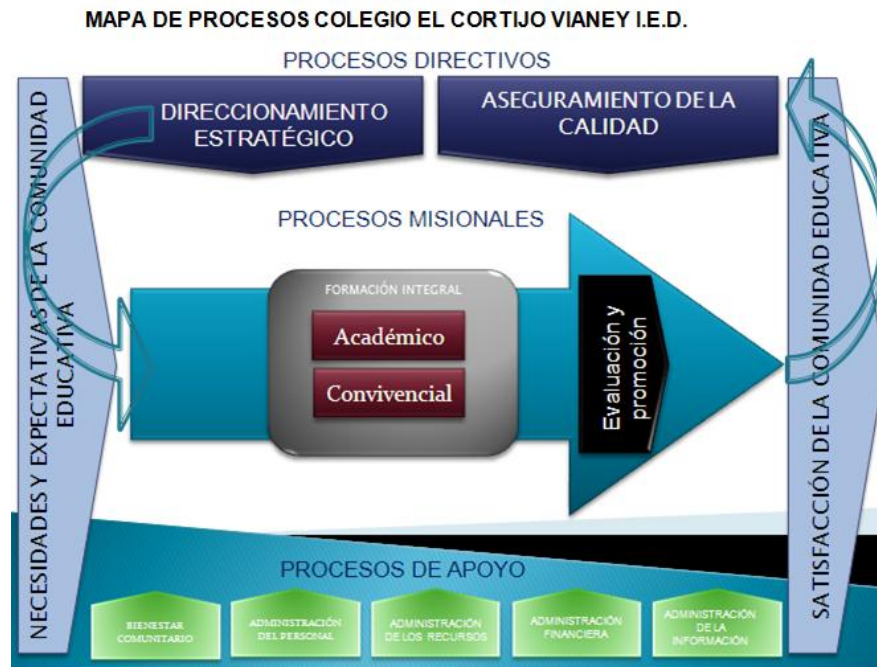 MAPA DE PROCESOS COLEGIO EL CORTIJO VIANEY I.E.D.
PROCESOS DIRECTIVOS
DIRECCIONAMIENTO
ESTRATÉGICO
ASEGURAMIENTO DE LA
CALIDAD
NECESIDADES Y EXPECTATIVAS DE LA COMUNIDAD
EDUCATIVA
PROCESOS MISIONALES
FORMACIÓN INTEGRAL
Académico
Convivencial
Evaluación y
promoción
SATISFACCIÓN DE LA COMUNIDAD EDUCATIVA
PROCESOS DE APOYO
BIENESTAR
COMUNITARIO
ADMINISTRACIÓN
DEL PERSONAL
ADMINISTRACIÓN
DE LOS RECURSOS
ADMINISTRACIÓN
FINANCIERA
ADMINISTRACIÓN
DE LA
INFORMACIÓN